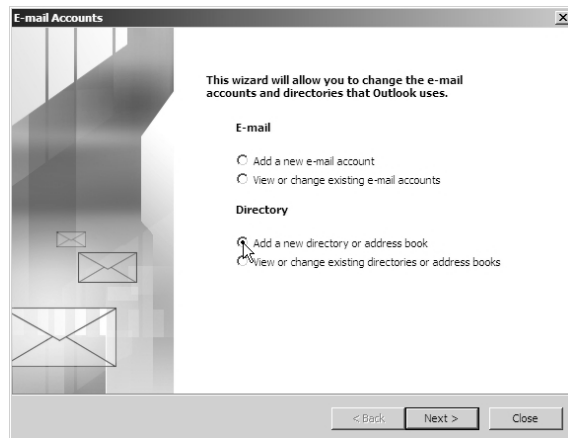 E-mail Accounts
This wizard will allow you to change the e-mail
accounts and directories that Outlook uses.
E-mail
Add a new e-mail account
View or change existing e-mail accounts
Directory
Add a new directory or address book
View or change existing directories or address books
< Back
Next >
Close